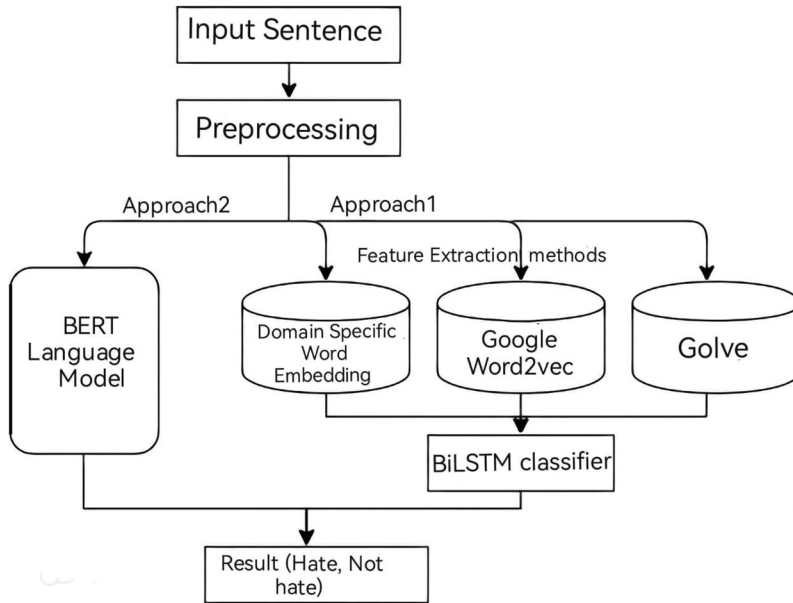 Input Sentence
Preprocessing
Approach2
Approach1
Feature Extraction methods
BERT
Language
Model
Domain Specific
Word
Embedding
Google
Word2vec
Golve
BiLSTM classifier
Result (Hate, Not
hate)